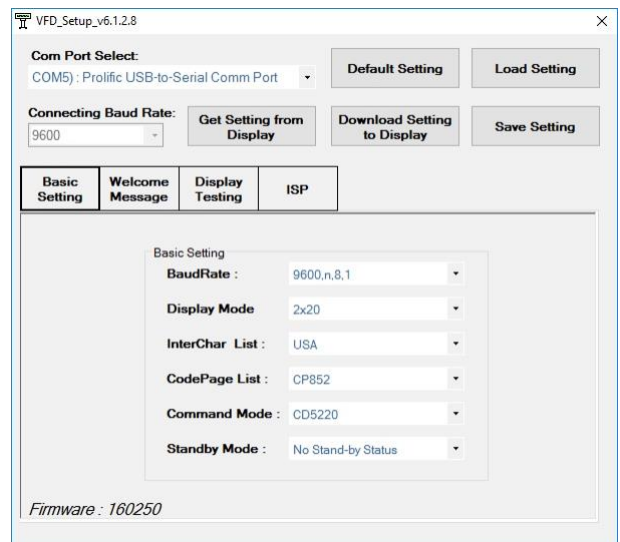 VFD_Setup_v6.1.2.8
Com Port Select:
COM5) : Prolific USB-to-Serial Comm Port
Default Setting
Load Setting
Connecting Baud Rate:
9600
Get Setting from
Display
Download Setting
to Display
Save Setting
Basic
Setting
Welcome
Message
Display
Testing
ISP
Basic Setting
BaudRate :
9600,n,8,1
Display Mode
2x20
InterChar List :
USA
CodePage List :
CP852
Command Mode :
CD5220
Standby Mode :
No Stand-by Status
Firmware : 160250